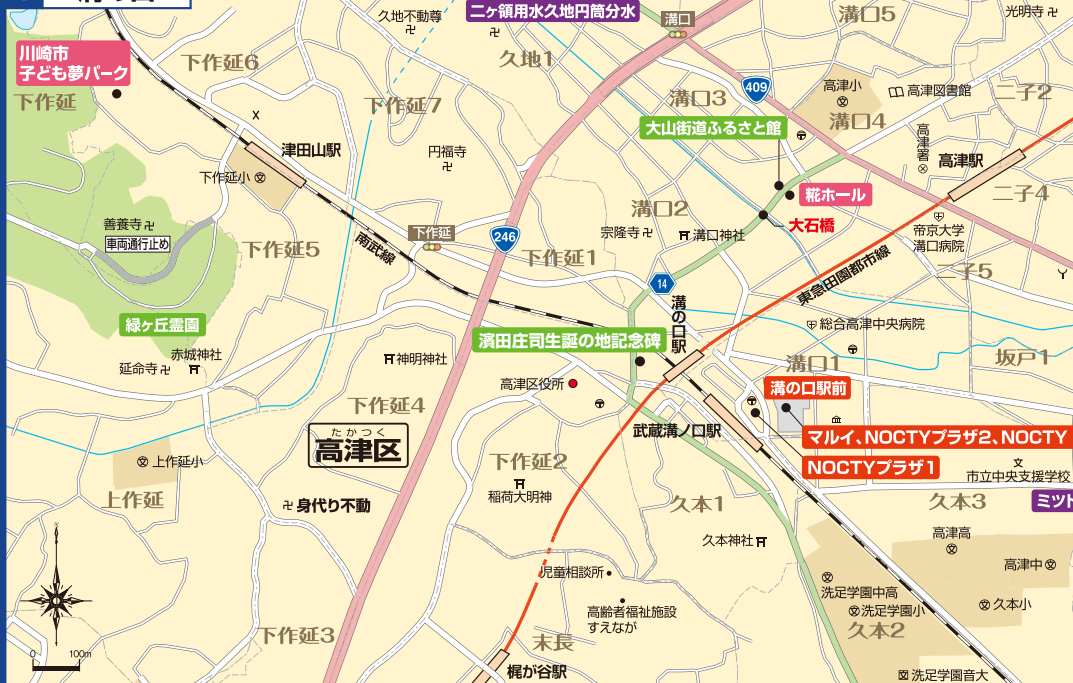 久地不動尊
二ヶ領用水久地円筒分水
溝口
溝口5
光明寺
川崎市
子ども夢パーク
下作延6
久地1
下作延
下作延7
溝口3
409
高津小
高津図書館
二子2
大山街道ふるさと館
溝口4
津田山駅
円福寺
高津署
高津駅
下作延小
糀ホール
二子4
溝口2
大石橋
善養寺
車両通行止め
下作延5
南武線
下作延
246
下作延1
宗隆寺
溝口神社
帝京大学
溝口病院
二子5
東急田園都市線
14
溝の口駅
緑ヶ丘霊園
濱田庄司生誕の地記念碑
総合高津中央病院
赤城神社
延命寺
神明神社
高津区役所
溝口1
坂戸1
溝の口駅前
下作延4
たかつく
高津区
武蔵溝ノ口駅
マルイ、NOCTYプラザ2、NOCTY
NOCTYプラザ1
上作延小
下作延2
市立中央支援学校
上作延
身代り不動
稲荷大明神
久本1
久本3
ミツト
久本神社
高津高
高津中
児童相談所
洗足学園中高
高齢者福祉施設
すえなが
洗足学園小
久本小
下作延3
末長
久本2
0 100m
梶が谷駅
洗足学園音大